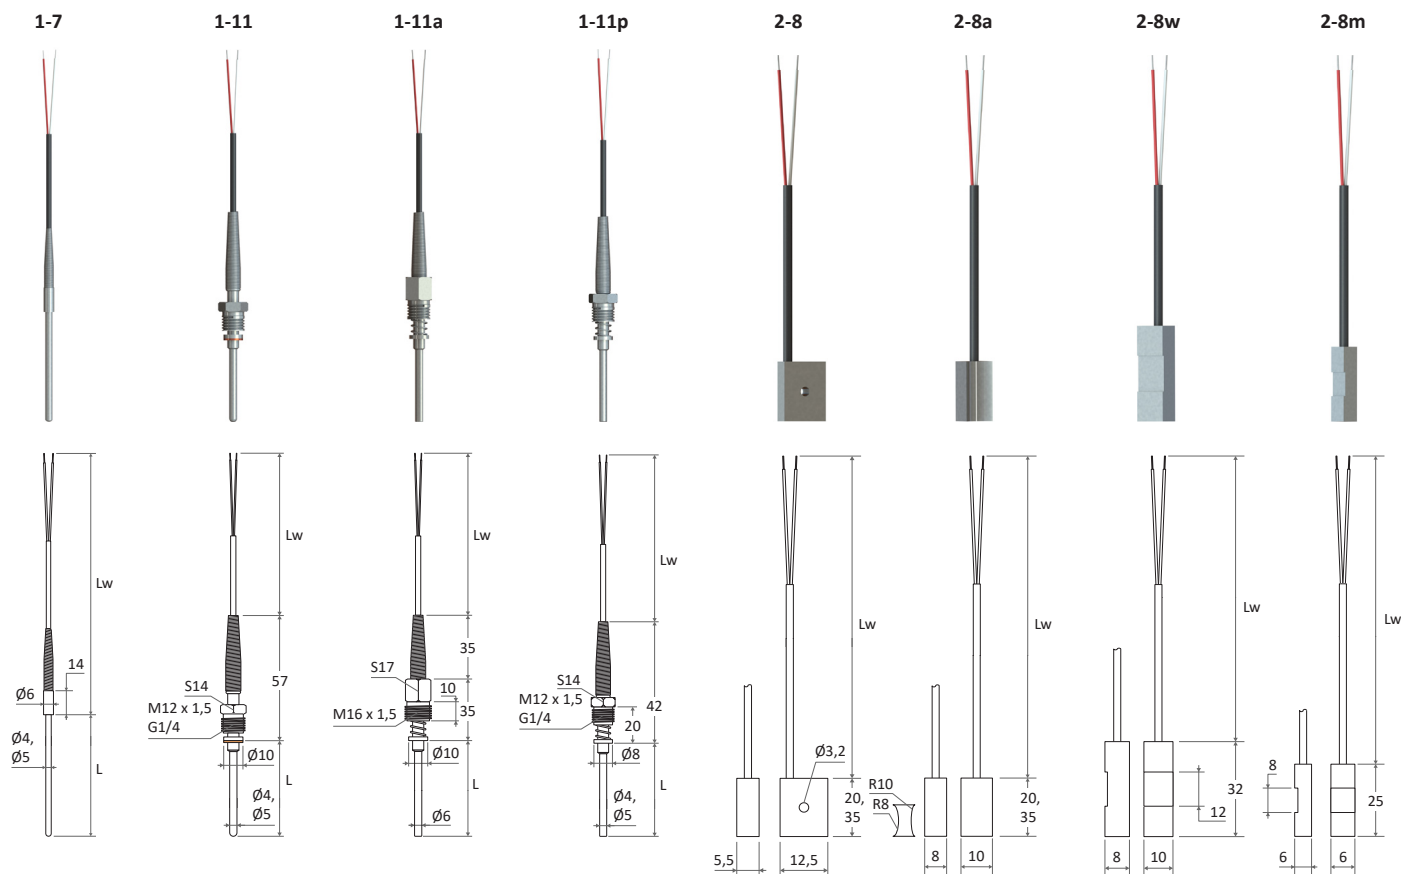 1-7
1-11
1-11a
1-11p
2-8
2-8a
2-8w
2-8m
Lw
14
Ø6
Ø4,
Ø5
L
Lw
57
S14
M12 x 1,5
G1/4
Ø10
Ø4,
Ø5
L
Lw
35
S17
10
35
M16 x 1,5
Ø10
Ø6
L
Lw
S14
M12 x 1,5
G1/4
20
42
Ø8
Ø4,
Ø5
L
Lw
Ø3,2
20,
35
5,5
12,5
Lw
R10
R8
20,
35
8
10
Lw
32
12
8
10
Lw
8
25
6
6